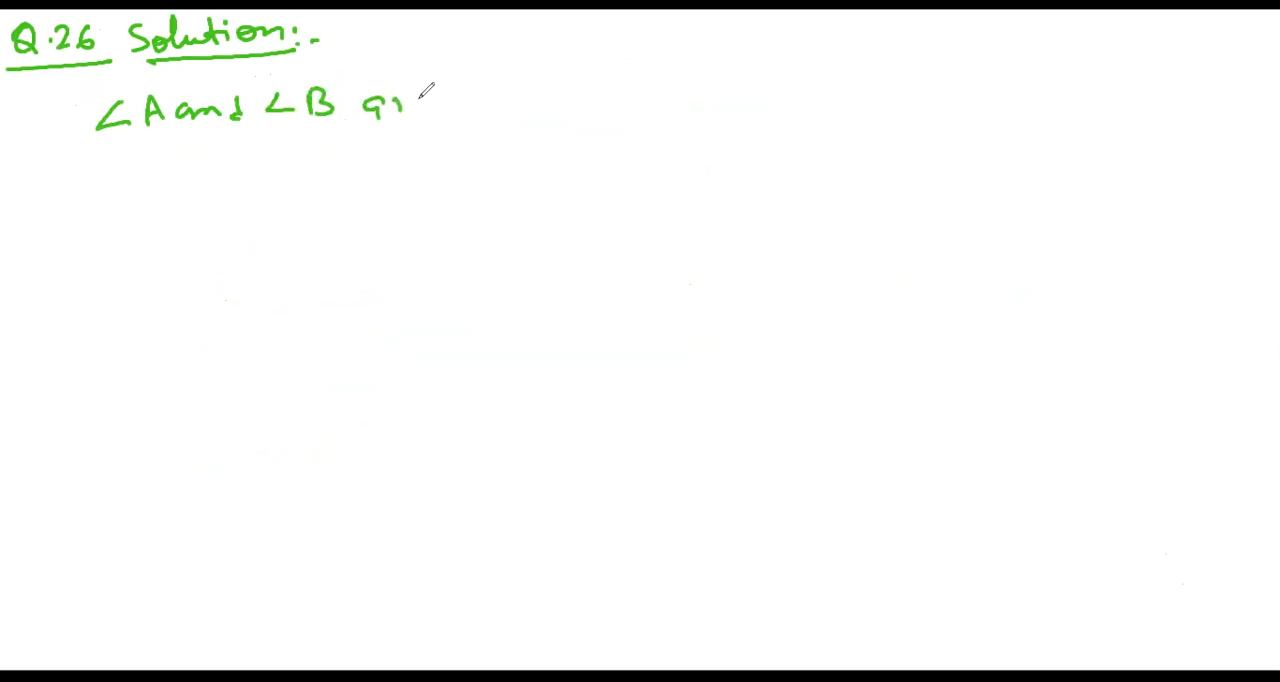 Q.26 Solution:-
∠A and ∠B